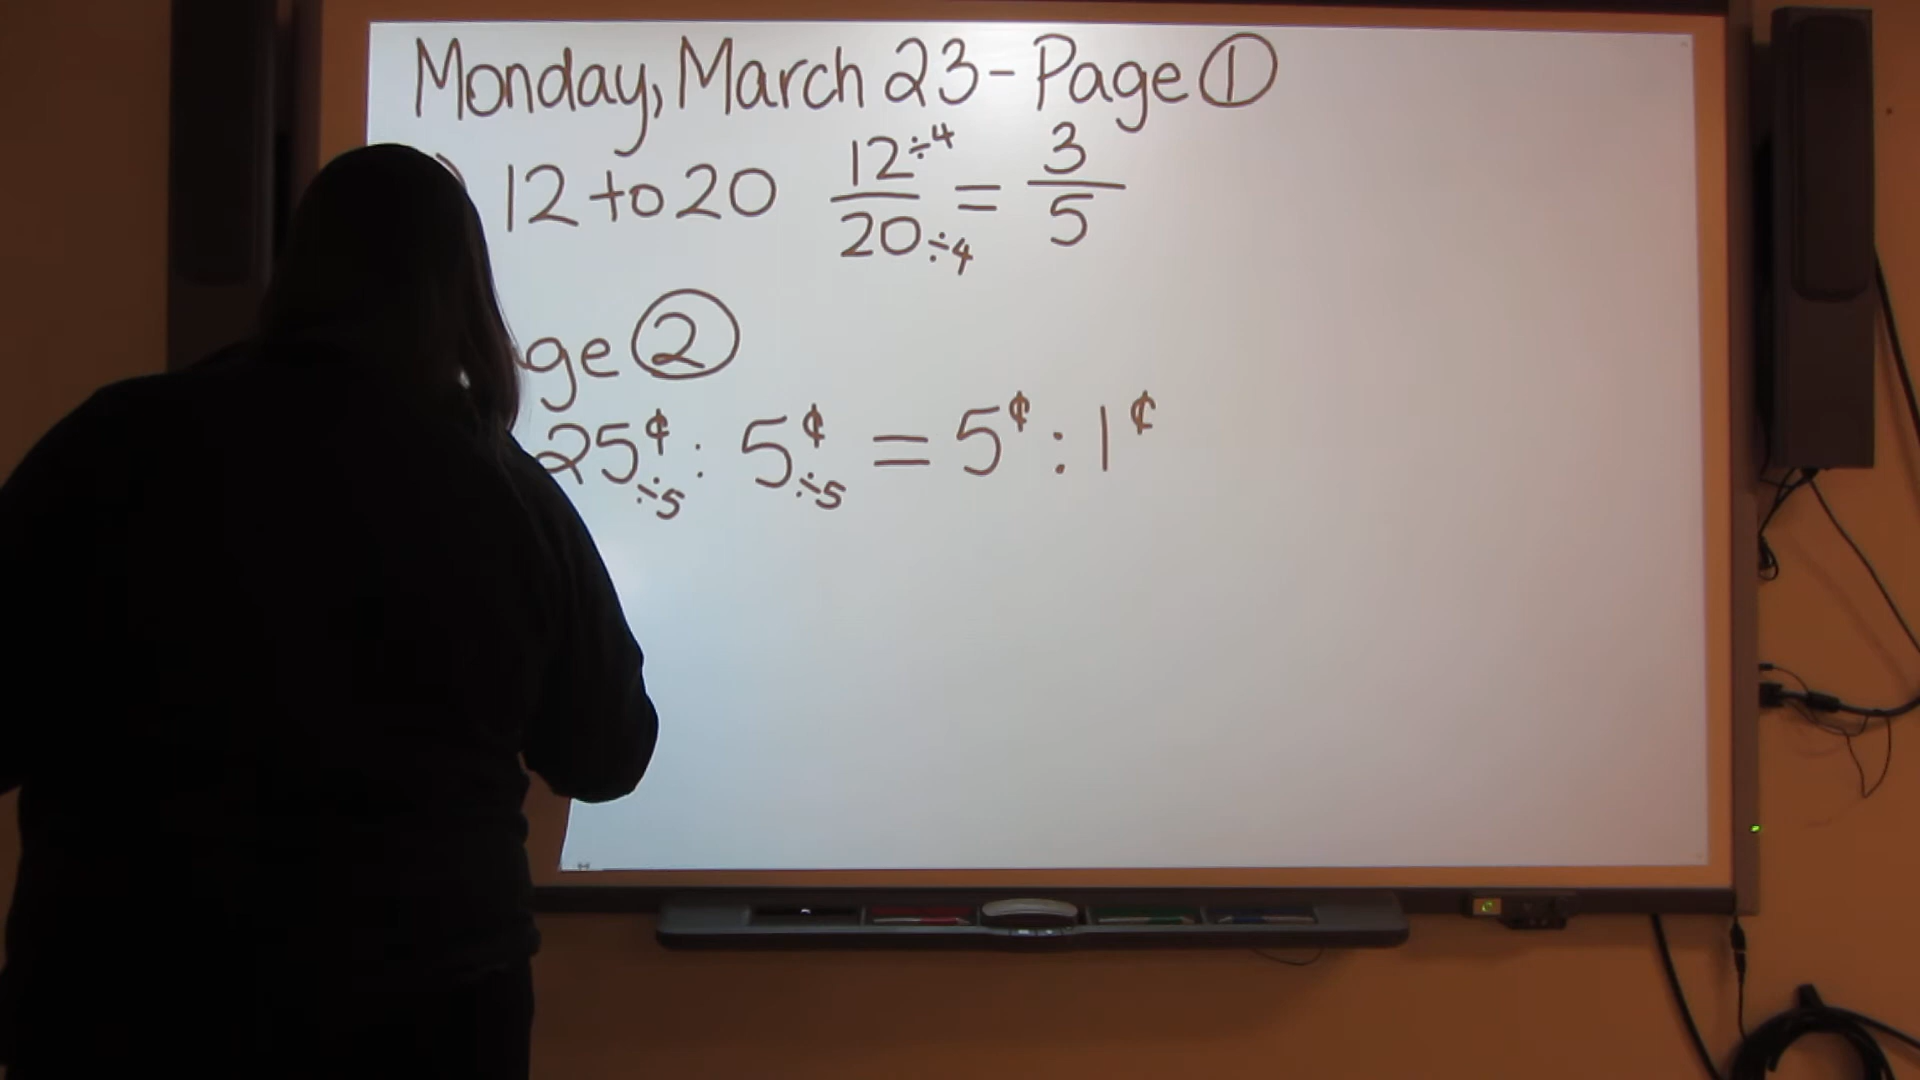 Monday, March 23 - Page ①
) 12 to 20 12÷4/20÷4 = 3/5
ge ②
25¢÷5 : 5¢÷5 = 5¢ : 1¢